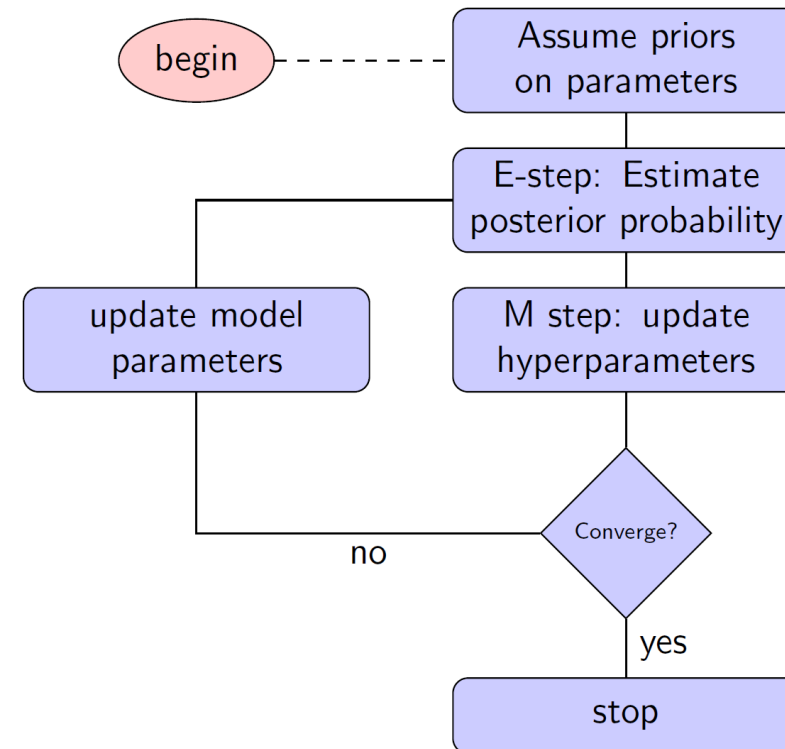 begin
Assume priors
on parameters
E-step: Estimate
posterior probability
update model
parameters
M step: update
hyperparameters
Converge?
no
yes
stop